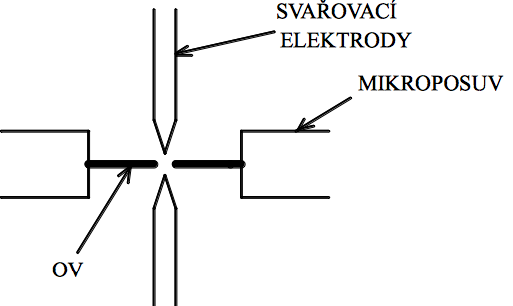 SVAŘOVACÍ
ELEKTRODY
MIKROPOSUV
OV